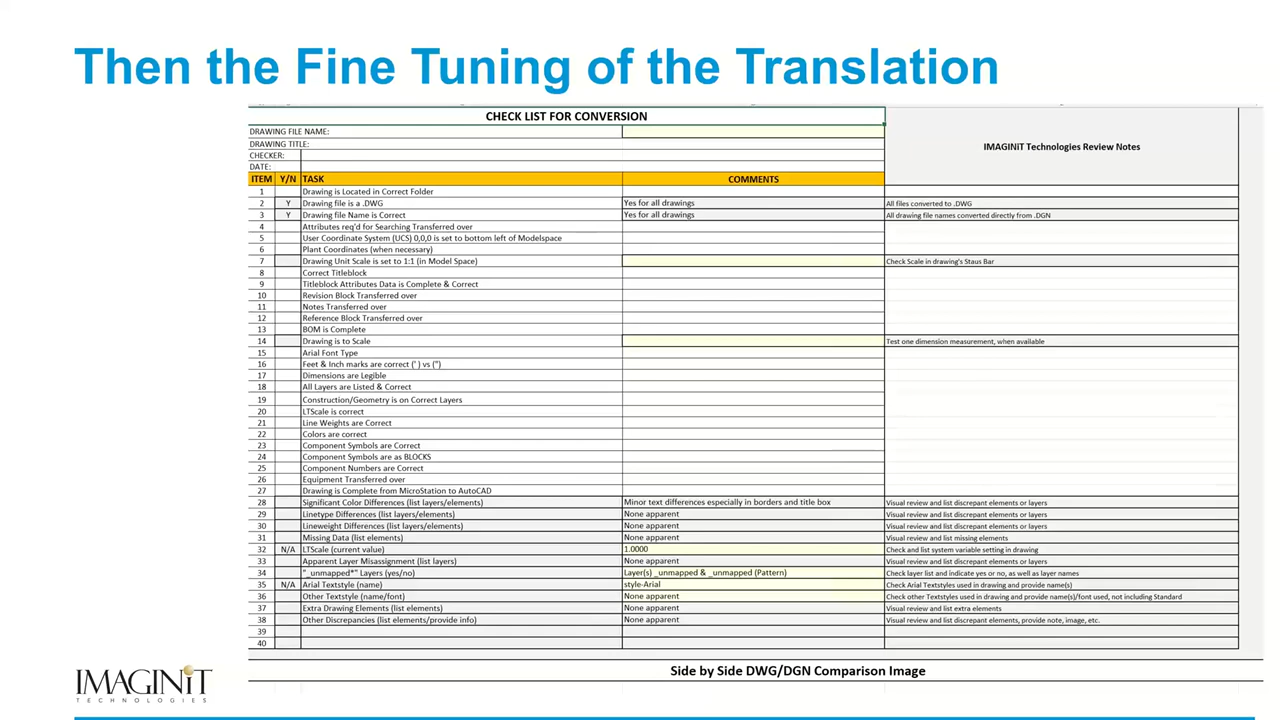 Then the Fine Tuning of the Translation
CHECK LIST FOR CONVERSION
IMAGINiT Technologies Review Notes
DRAWING FILE NAME:
DRAWING TITLE:
CHECKER:
DATE:
ITEM Y/N TASK COMMENTS
1 Drawing is Located in Correct Folder
2 Y Drawing file is a .DWG Yes for all drawings All files converted to .DWG
3 Y Drawing file Name is Correct Yes for all drawings All drawing file names converted directly from .DGN
4 Attributes req'd for Searching Transferred over
5 User Coordinate System (UCS) 0,0,0 is set to bottom left of Modelspace
6 Plant Coordinates (when necessary)
7 Drawing Unit Scale is set to 1:1 (in Model Space) Check Scale in drawing's Staus Bar
8 Correct Titleblock
9 Titleblock Attributes Data is Complete & Correct
10 Revision Block Transferred over
11 Notes Transferred over
12 Reference Block Transferred over
13 BOM is Complete
14 Drawing is to Scale Test one dimension measurement, when available
15 Arial Font Type
16 Feet & Inch marks are correct (' ) vs (")
17 Dimensions are Legible
18 All Layers are Listed & Correct
19 Construction/Geometry is on Correct Layers
20 LTScale is correct
21 Line Weights are Correct
22 Colors are correct
23 Component Symbols are Correct
24 Component Symbols are as BLOCKS
25 Component Numbers are Correct
26 Equipment Transferred over
27 Drawing is Complete from MicroStation to AutoCAD
28 Significant Color Differences (list layers/elements) Minor text differences especially in borders and title box Visual review and list discrepant elements or layers
29 Linetype Differences (list layers/elements) None apparent Visual review and list discrepant elements or layers
30 Lineweight Differences (list layers/elements) None apparent Visual review and list discrepant elements or layers
31 Missing Data (list elements) None apparent Visual review and list missing elements
32 N/A LTScale (current value) 1.0000 Check and list system variable setting in drawing
33 Apparent Layer Misassignment (list layers) None apparent Visual review and list discrepant elements or layers
34 "_unmapped*" Layers (yes/no) Layer(s) _unmapped & _unmapped (Pattern) Check layer list and indicate yes or no, as well as layer names
35 N/A Arial Textstyle (name) style-Arial Check Arial Textstyles used in drawing and provide name(s)
36 Other Textstyle (name/font) None apparent Check other Textstyles used in drawing and provide name(s)/font used, not including Standard
37 Extra Drawing Elements (list elements) None apparent Visual review and list extra elements
38 Other Discrepancies (list elements/provide info) None apparent Visual review and list discrepant elements, provide note, image, etc.
39
40
Side by Side DWG/DGN Comparison Image
IMAGINiT
TECHNOLOGIES